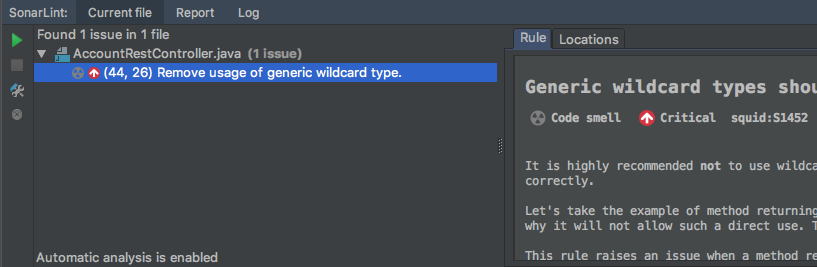 SonarLint: Current file Report Log
Found 1 issue in 1 file
AccountRestController.java (1 issue)
(44, 26) Remove usage of generic wildcard type.
Automatic analysis is enabled
Rule Locations
Generic wildcard types
Code smell Critical squid:S1452
It is highly recommended not to use
correctly.
Let's take the example of method returning
why it will not allow such a direct use.
This rule raises an issue when a method